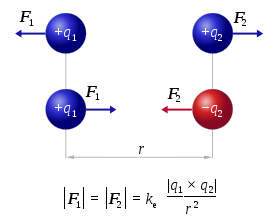 F₁ +q₁ +q₂ F₂
+q₁ F₁ F₂ −q₂
r
|F₁| = |F₂| = kₑ |q₁ × q₂| / r²